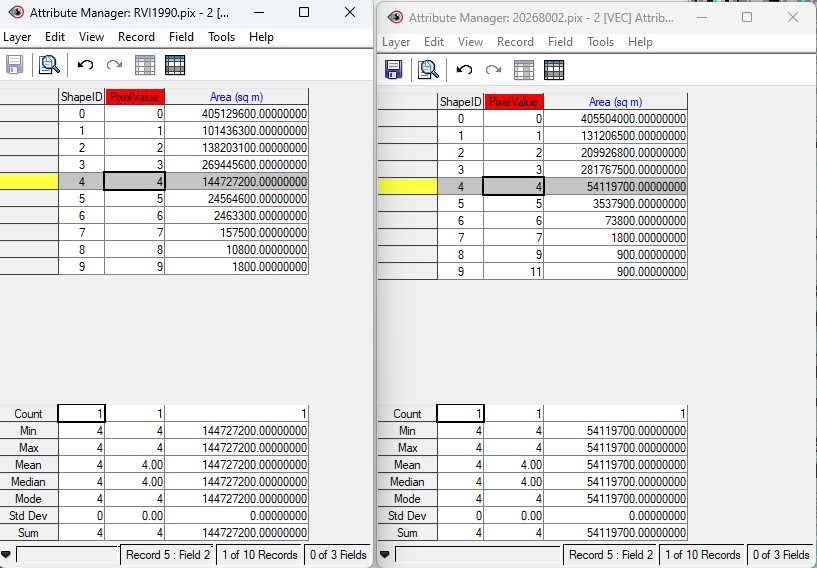 Attribute Manager: RVI1990.pix - 2 [...
Layer Edit View Record Field Tools Help
ShapeID PixelValue Area (sq m)
0 0 405129600.00000000
1 1 101436300.00000000
2 2 138203100.00000000
3 3 269445600.00000000
4 4 144727200.00000000
5 5 24564600.00000000
6 6 2463300.00000000
7 7 157500.00000000
8 8 10800.00000000
9 9 1800.00000000
Count 1 1 1
Min 4 4 144727200.00000000
Max 4 4 144727200.00000000
Mean 4 4.00 144727200.00000000
Median 4 4.00 144727200.00000000
Mode 4 4 144727200.00000000
Std Dev 0 0.00 0.00000000
Sum 4 4 144727200.00000000
Record 5 : Field 2 1 of 10 Records 0 of 3 Fields
Attribute Manager: 20268002.pix - 2 [VEC] Attrib...
Layer Edit View Record Field Tools Help
ShapeID PixelValue Area (sq m)
0 0 405504000.00000000
1 1 131206500.00000000
2 2 209926800.00000000
3 3 281767500.00000000
4 4 54119700.00000000
5 5 3537900.00000000
6 6 73800.00000000
7 7 1800.00000000
8 9 900.00000000
9 11 900.00000000
Count 1 1 1
Min 4 4 54119700.00000000
Max 4 4 54119700.00000000
Mean 4 4.00 54119700.00000000
Median 4 4.00 54119700.00000000
Mode 4 4 54119700.00000000
Std Dev 0 0.00 0.00000000
Sum 4 4 54119700.00000000
Record 5 : Field 2 1 of 10 Records 0 of 3 Fields